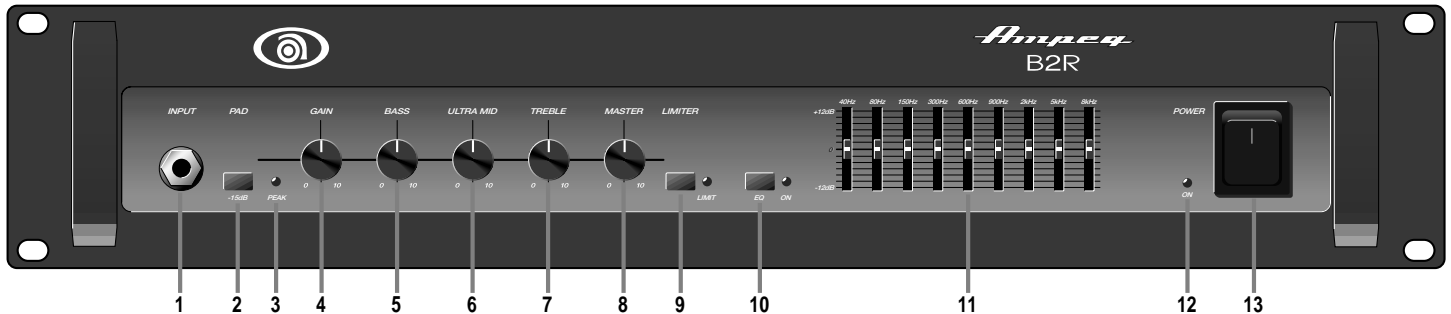 Ampeg
B2R
INPUT PAD GAIN BASS ULTRA MID TREBLE MASTER LIMITER
40Hz 80Hz 150Hz 300Hz 600Hz 900Hz 2kHz 5kHz 8kHz
+12dB
0
-12dB
POWER
0 10 0 10 0 10 0 10 0 10
-15dB PEAK LIMIT EQ ON ON
1 2 3 4 5 6 7 8 9 10 11 12 13